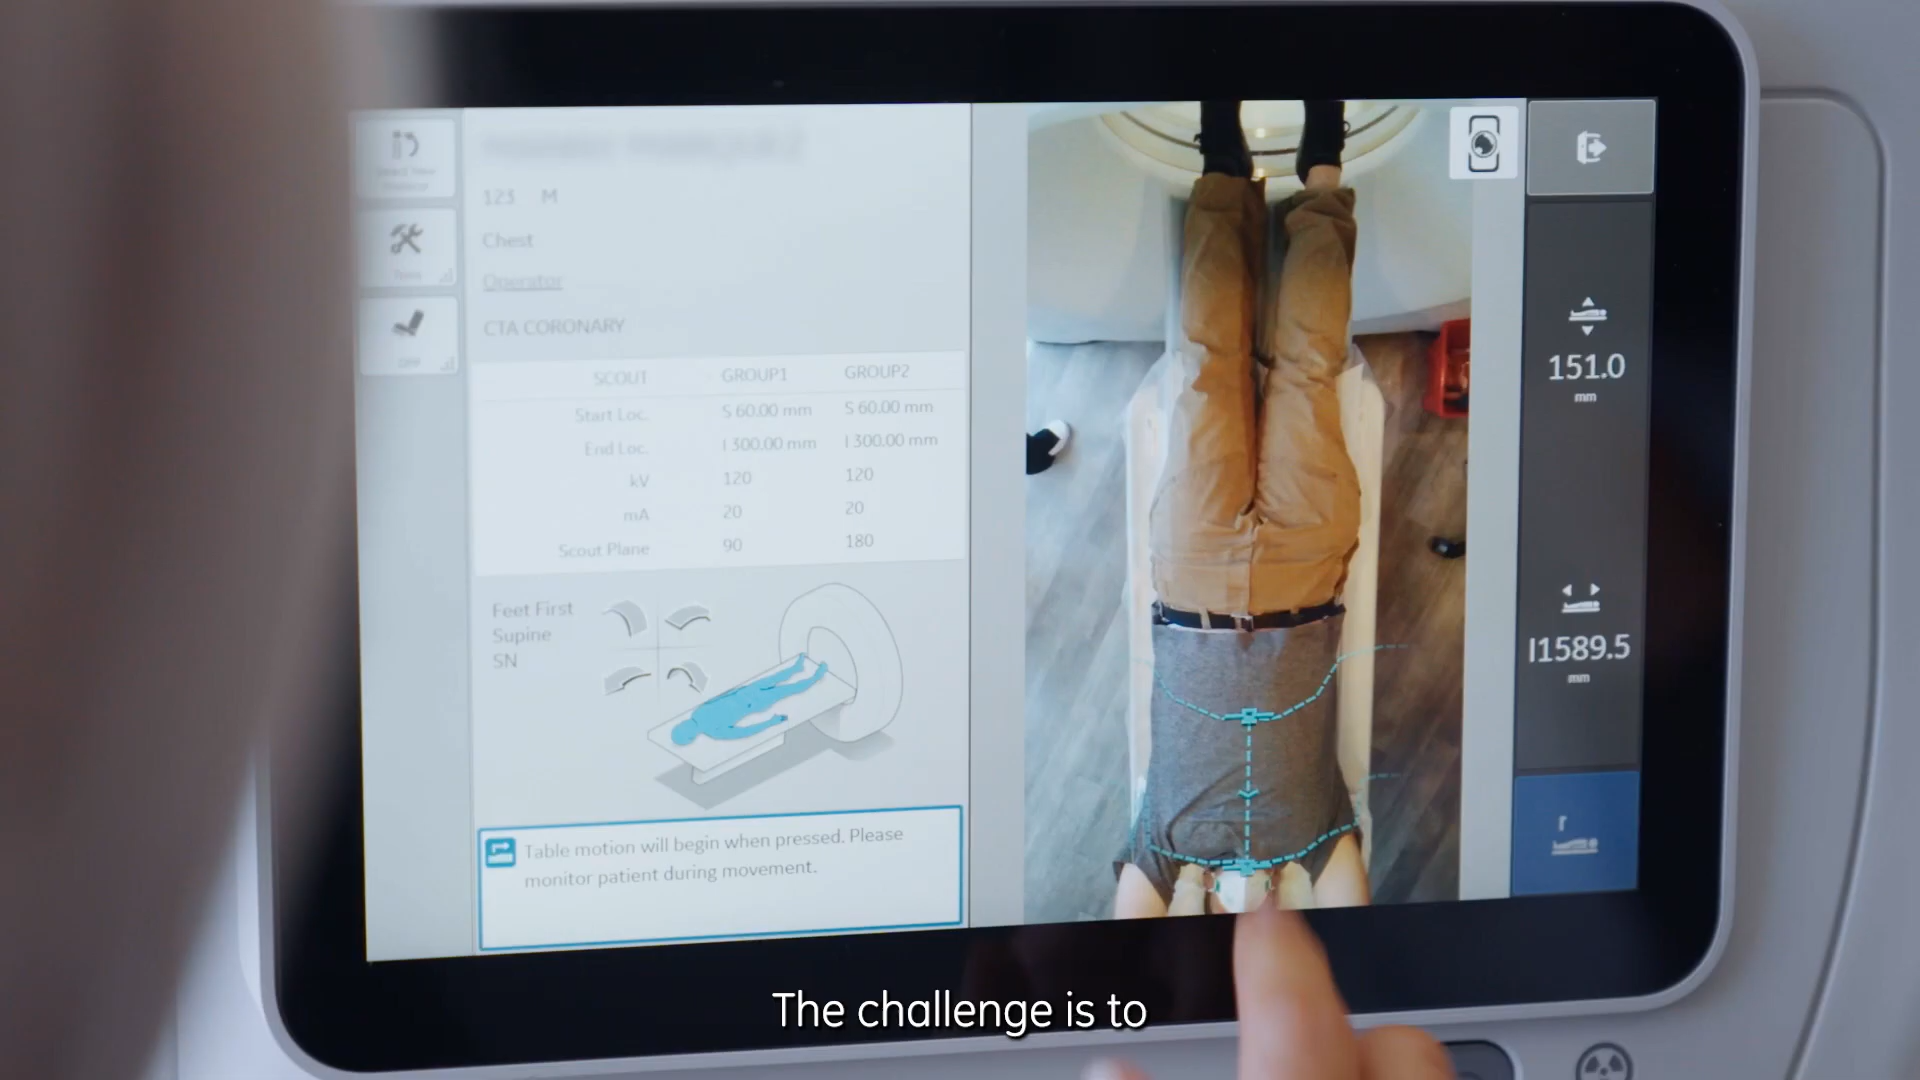 123 M
Chest
Operator
CTA CORONARY
SCOUT GROUP1 GROUP2
Start Loc. S 60.00 mm S 60.00 mm
End Loc. I 300.00 mm I 300.00 mm
kV 120 120
mA 20 20
Scout Plane 90 180
Feet First
Supine
SN
Table motion will begin when pressed. Please
monitor patient during movement.
151.0
mm
I1589.5
mm
The challenge is to